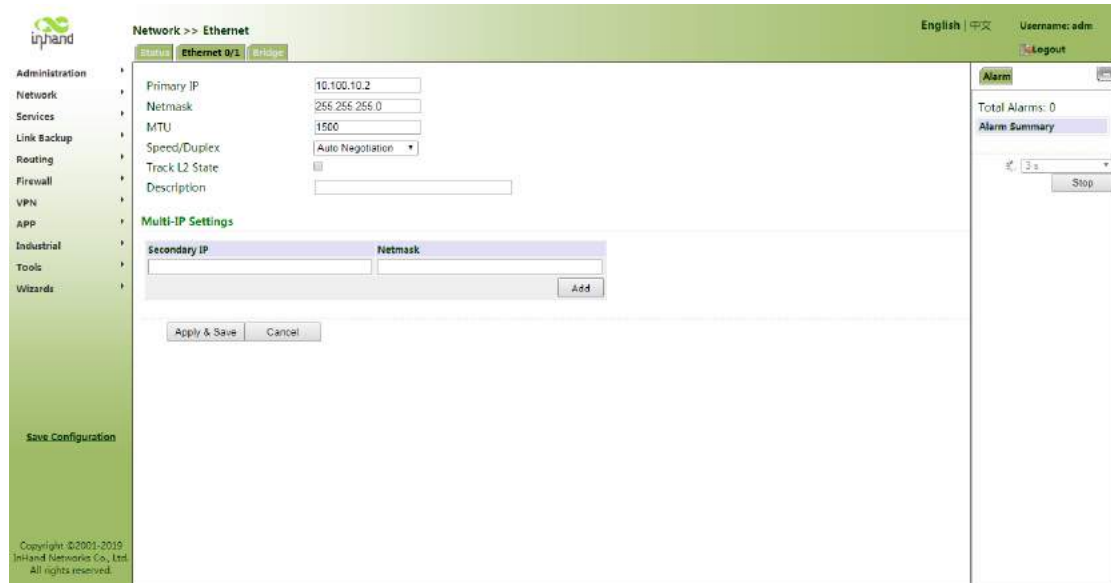 inhand
Network >> Ethernet
English | 中文
Username: adm
Logout
Status
Ethernet 0/1
Bridge
Administration
Network
Services
Link Backup
Routing
Firewall
VPN
APP
Industrial
Tools
Wizards
Save Configuration
Copyright ©2001-2019
InHand Networks Co., Ltd.
All rights reserved.
Primary IP
10.100.10.2
Netmask
255.255.255.0
MTU
1500
Speed/Duplex
Auto Negotiation
Track L2 State
Description
Multi-IP Settings
Secondary IP
Netmask
Add
Apply & Save
Cancel
Alarm
Total Alarms: 0
Alarm Summary
3 s
Stop